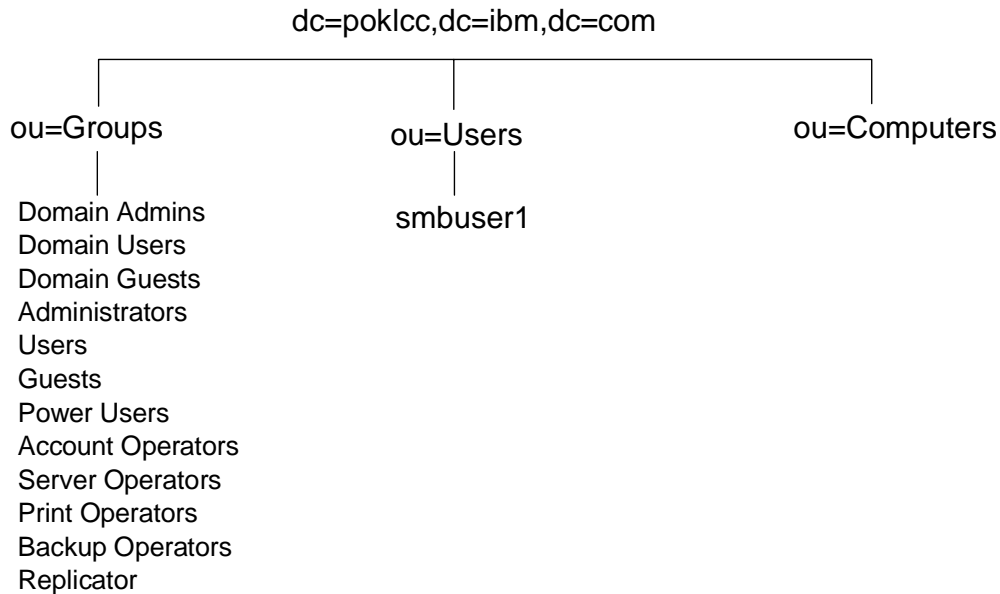 dc=poklcc,dc=ibm,dc=com
ou=Groups
ou=Users
ou=Computers
Domain Admins
Domain Users
Domain Guests
Administrators
Users
Guests
Power Users
Account Operators
Server Operators
Print Operators
Backup Operators
Replicator
smbuser1